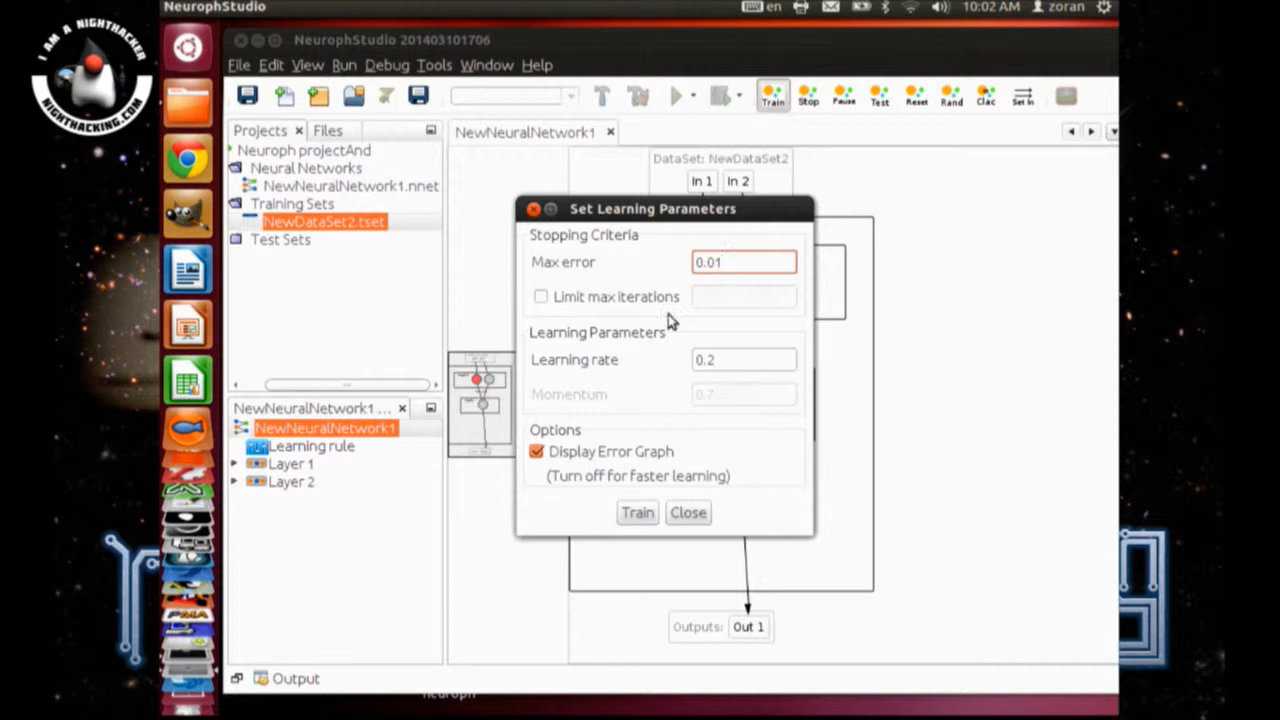 NeurophStudio
en
10:02 AM
zoran
I AM A NIGHTHACKER
NIGHTHACKING.COM
NeurophStudio 201403101706
File Edit View Run Debug Tools Window Help
Train Stop Pause Test Reset Rand Clac Set In
Projects
Files
NewNeuralNetwork1
Neuroph projectAnd
Neural Networks
NewNeuralNetwork1.nnet
Training Sets
NewDataSet2.tset
Test Sets
DataSet: NewDataSet2
In 1 In 2
Set Learning Parameters
Stopping Criteria
Max error 0.01
Limit max iterations
Learning Parameters
Learning rate 0.2
Momentum 0.7
Options
Display Error Graph
(Turn off for faster learning)
Train Close
NewNeuralNetwork1 ...
NewNeuralNetwork1
Learning rule
Layer 1
Layer 2
Outputs: Out 1
Output
neuroph